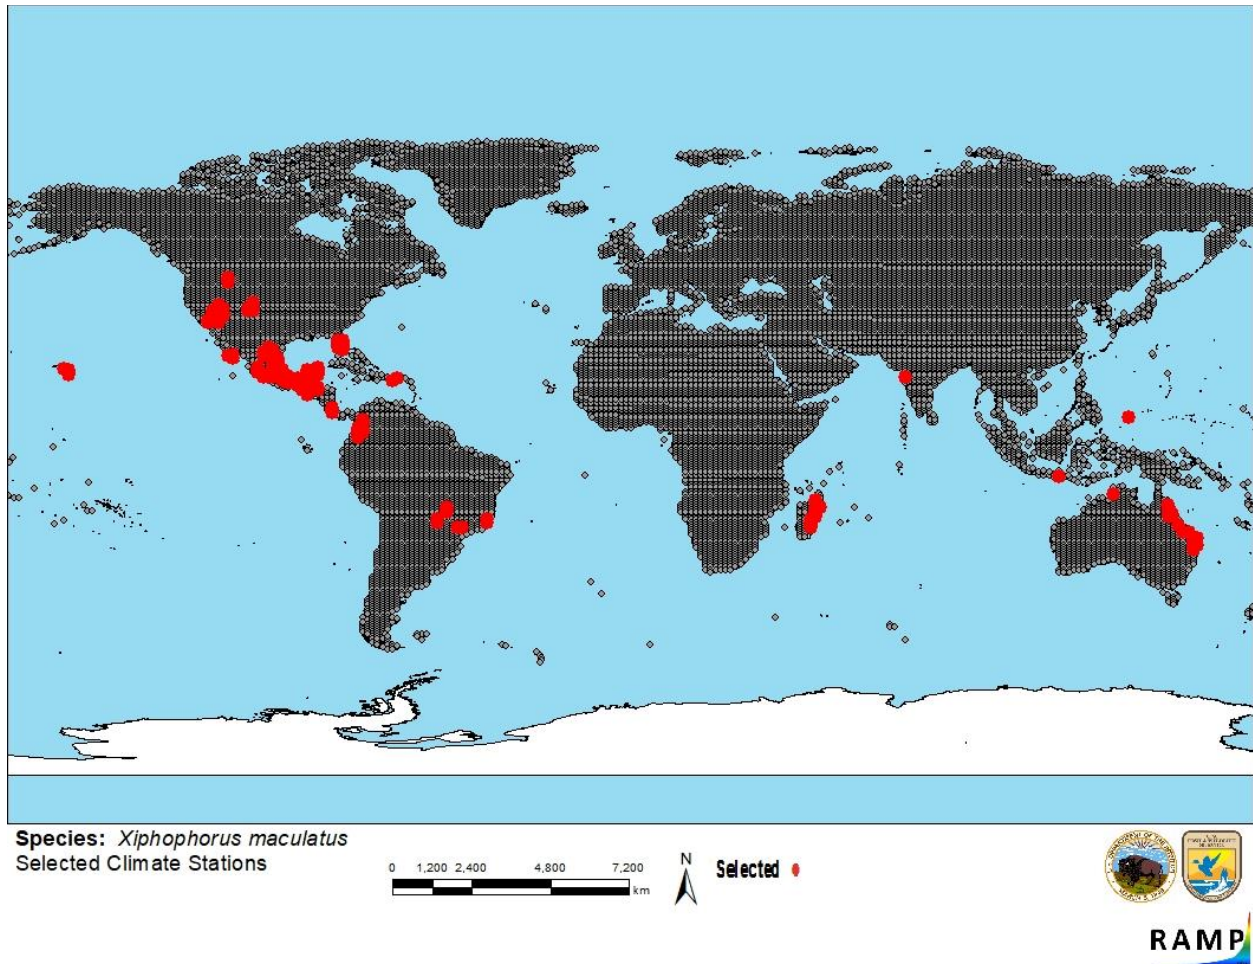 Species: Xiphophorus maculatus
Selected Climate Stations
0 1,200 2,400 4,800 7,200
km
N
Selected
RAMP